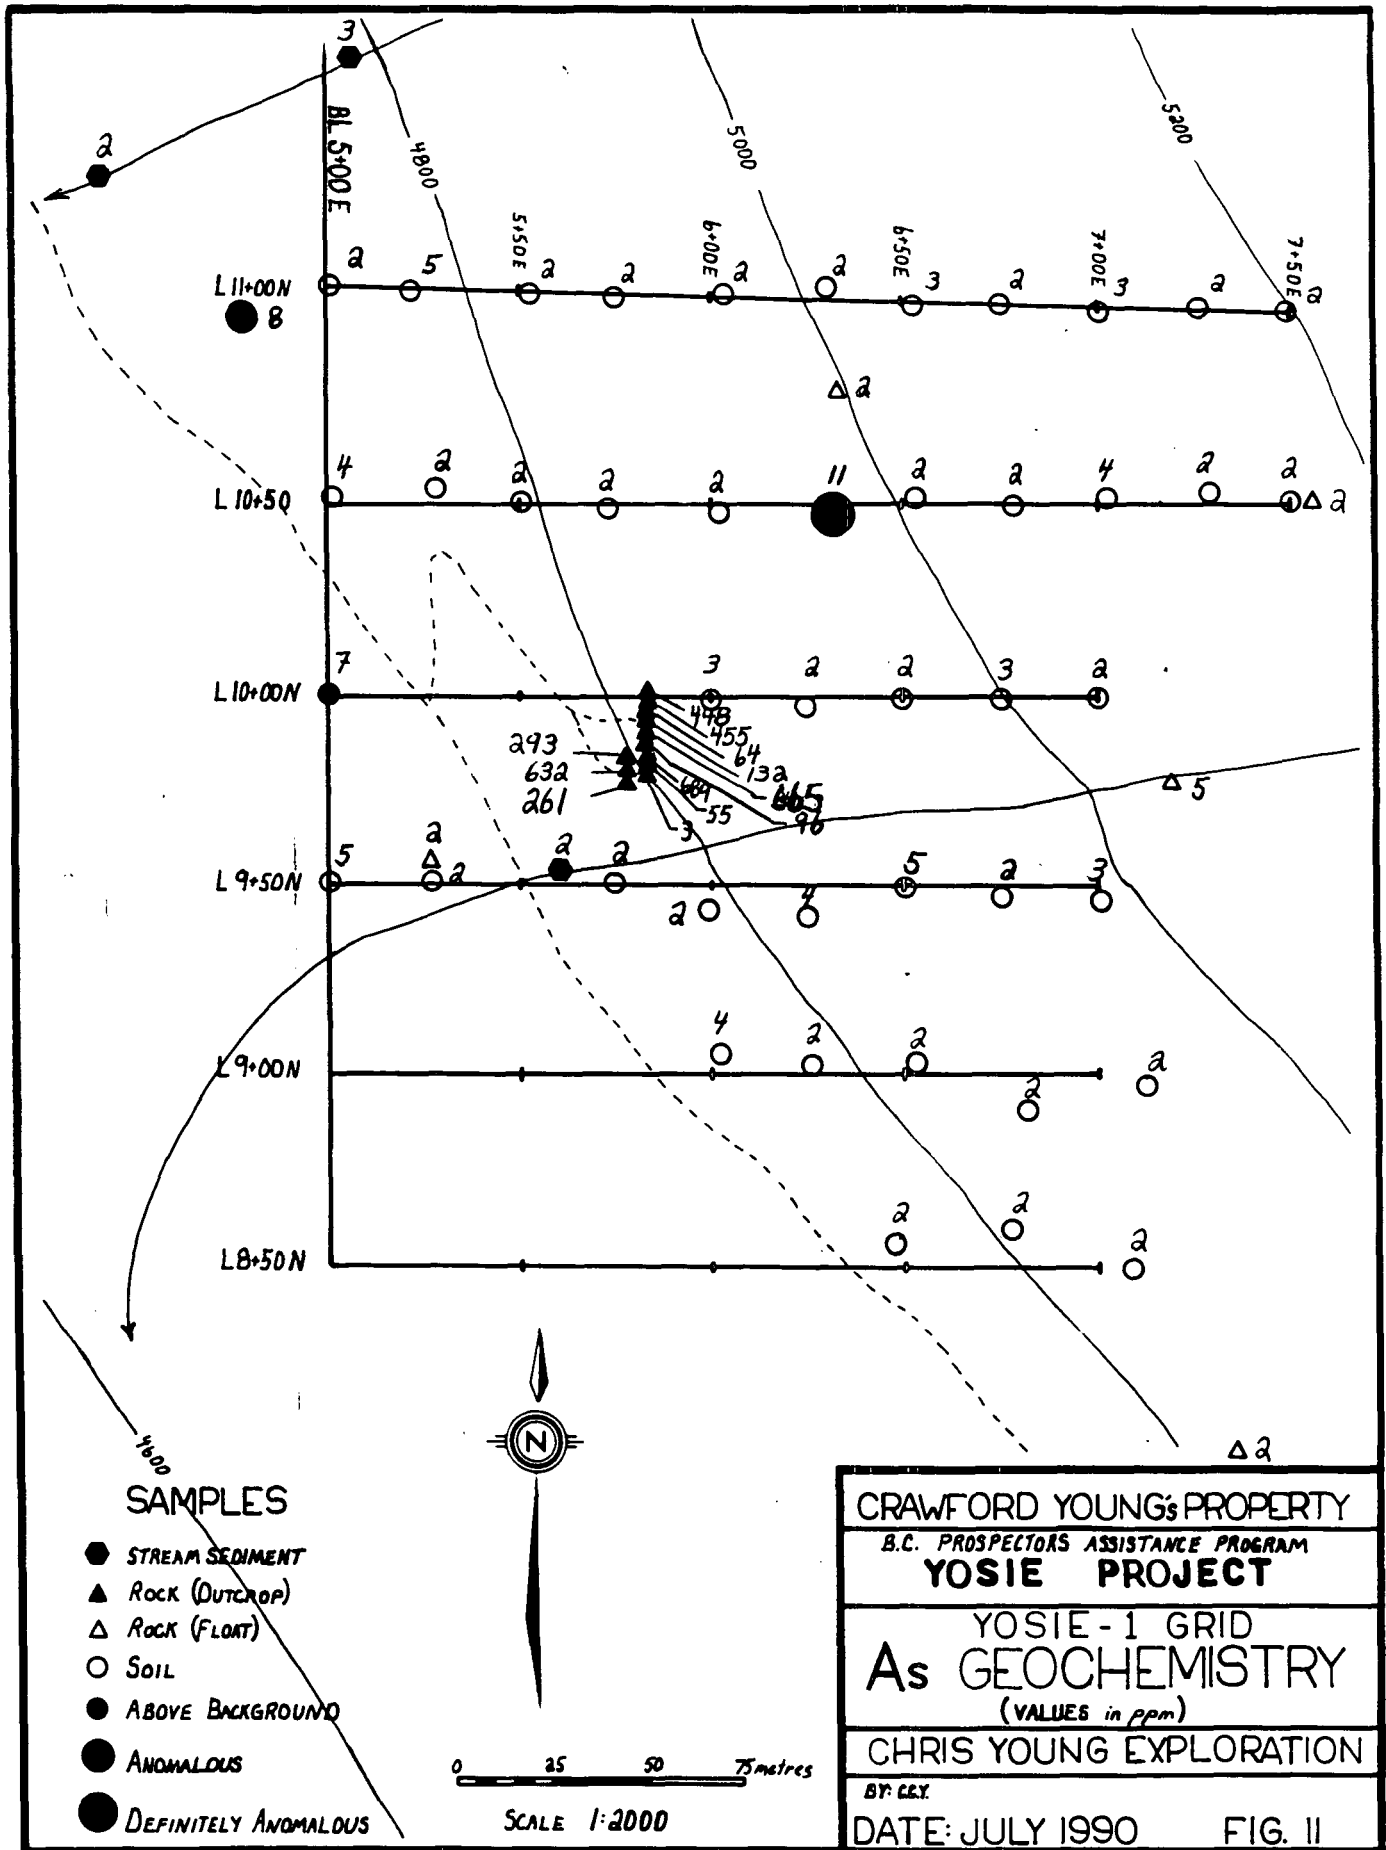 3
2
BL 5+00E
4800
5000
5200
5+50E
6+00E
6+50E
7+00E
7+50E
L11+00N
2 5 2 2 2 2 3 2 3 2 2
8
2
L10+50
4 2 2 2 2 11 2 2 4 2 2
2
L10+00N
7 3 2 2 3 2
448
455
64
132
96
55
3
293
632
261
5
L9+50N
5 2 2 2 2 2 4 5 2 3
L9+00N
4 2 2 2 2
L8+50N
2 2 2
4600
2
N
SAMPLES
STREAM SEDIMENT
ROCK (OUTCROP)
ROCK (FLOAT)
SOIL
ABOVE BACKGROUND
ANOMALOUS
DEFINITELY ANOMALOUS
0 25 50 75 metres
SCALE 1:2000
CRAWFORD YOUNG's PROPERTY
B.C. PROSPECTORS ASSISTANCE PROGRAM
YOSIE PROJECT
YOSIE-1 GRID
As GEOCHEMISTRY
(VALUES in ppm)
CHRIS YOUNG EXPLORATION
BY: C.E.Y.
DATE: JULY 1990 FIG. 11